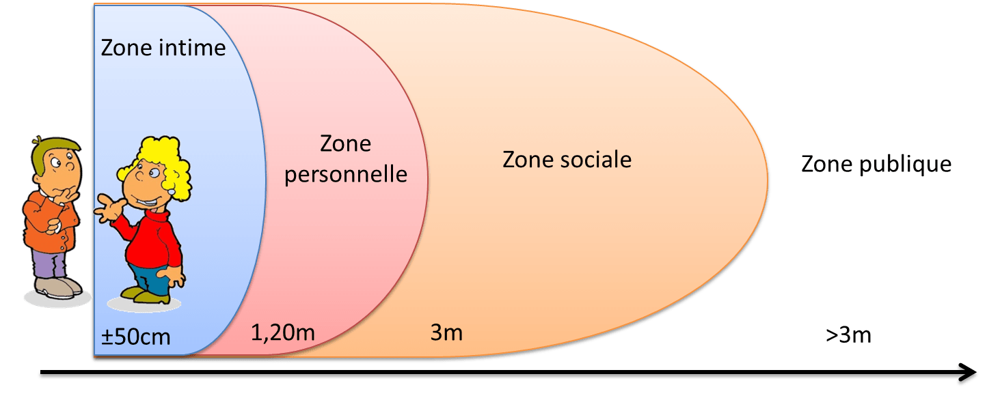 Zone intime
Zone
personnelle
Zone sociale
Zone publique
±50cm
1,20m
3m
>3m